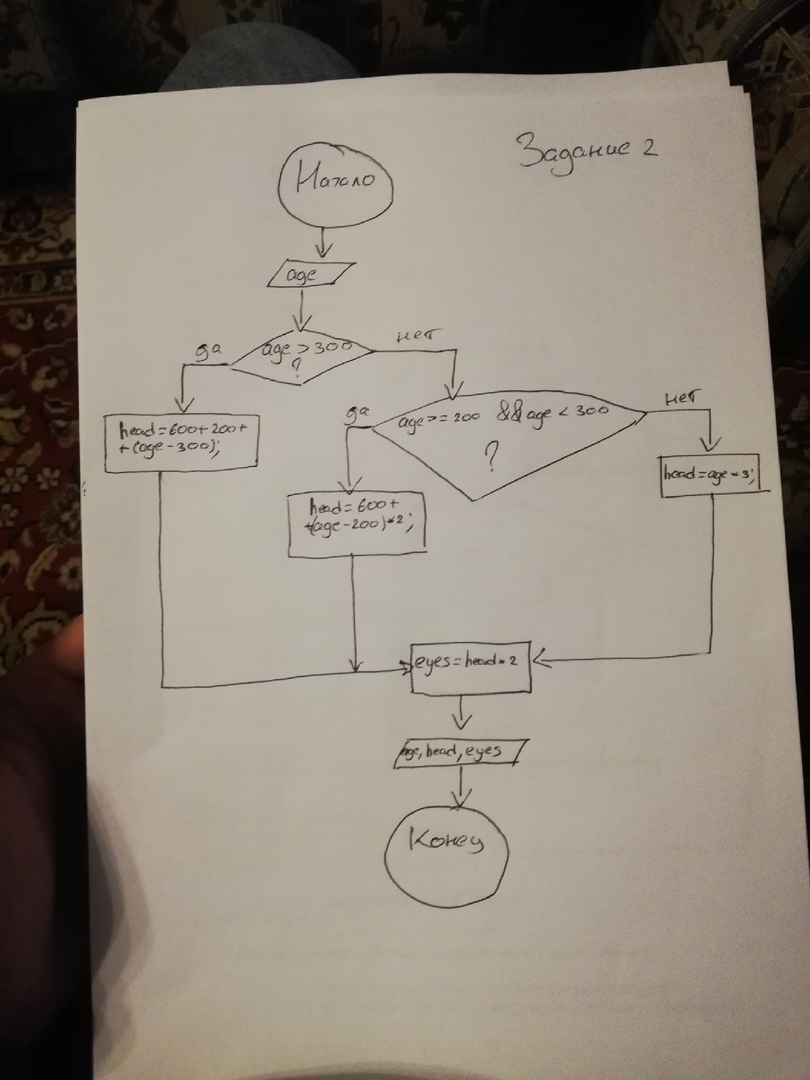 Задание 2
Начало
age
age > 300
?
да
нет
head=600+200+
+(age-300);
age >= 200 && age < 300
?
да
нет
head=600+
+(age-200)*2;
head=age*3;
eyes=head*2
age, head, eyes
Конец